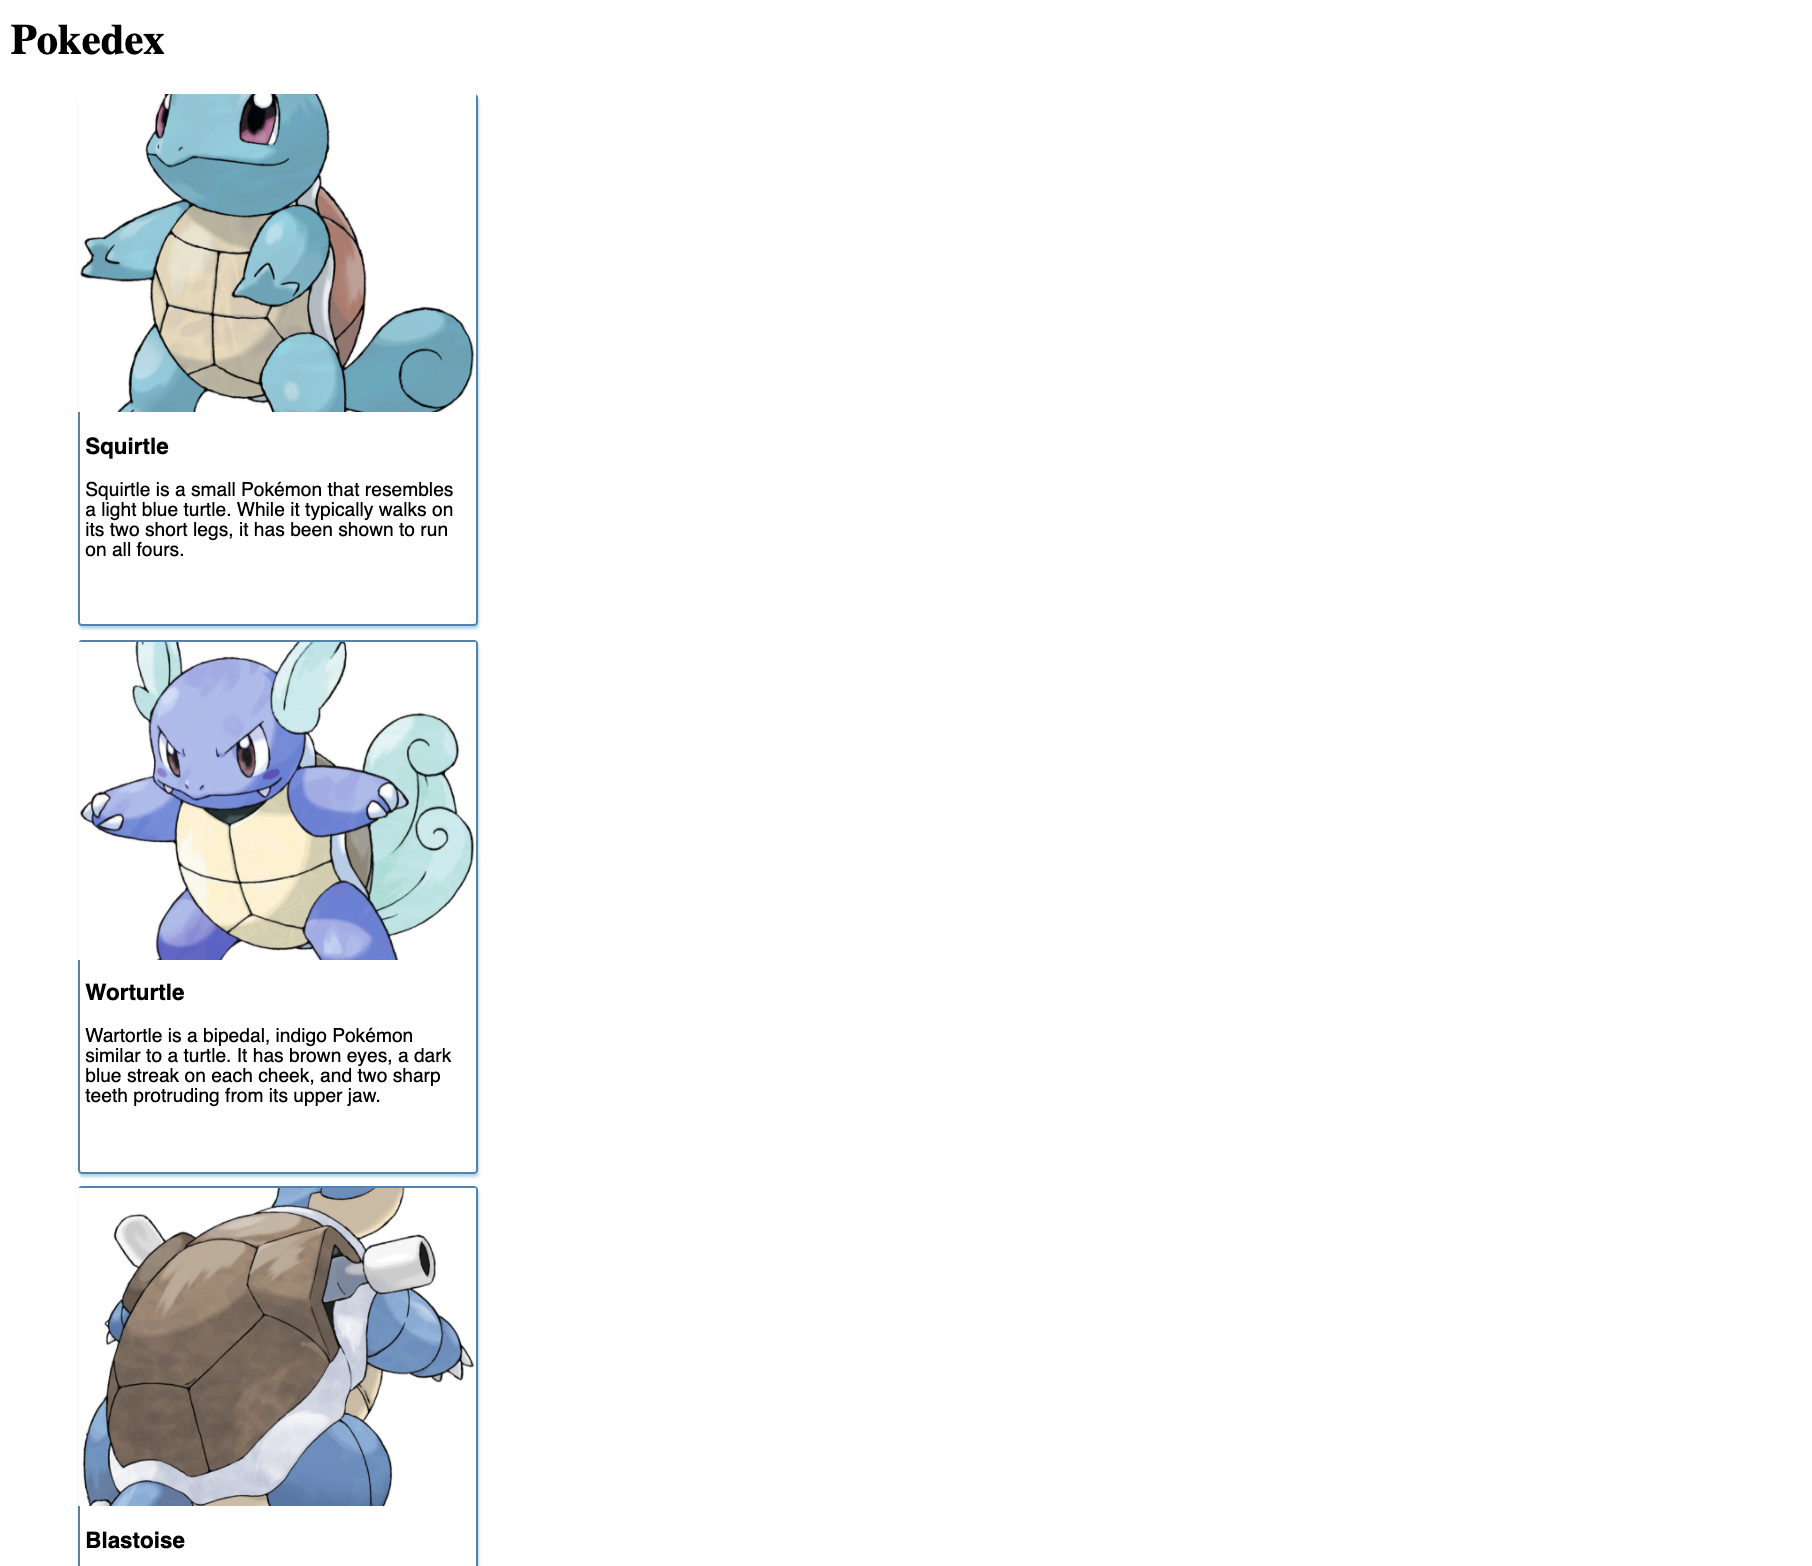 Pokedex
Squirtle
Squirtle is a small Pokémon that resembles
a light blue turtle. While it typically walks on
its two short legs, it has been shown to run
on all fours.
Worturtle
Wartortle is a bipedal, indigo Pokémon
similar to a turtle. It has brown eyes, a dark
blue streak on each cheek, and two sharp
teeth protruding from its upper jaw.
Blastoise